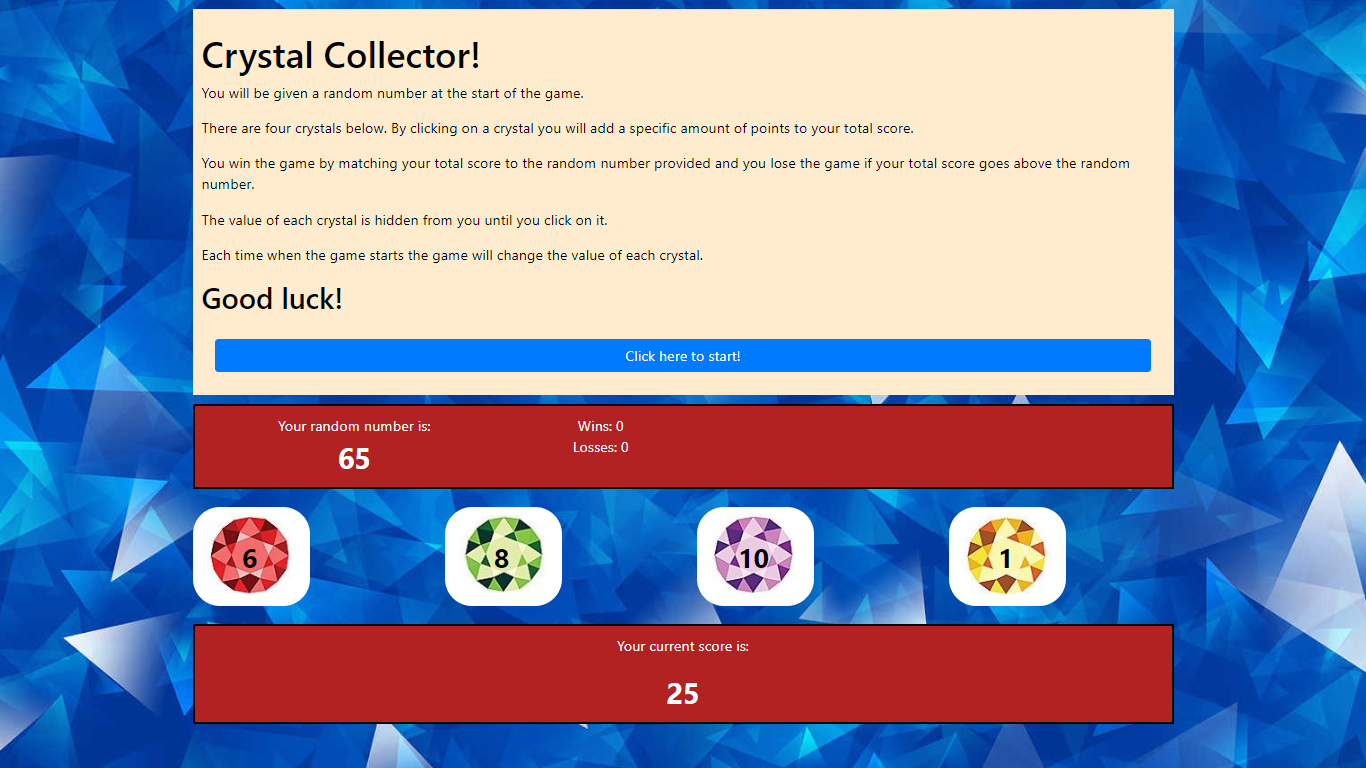 Crystal Collector!
You will be given a random number at the start of the game.
There are four crystals below. By clicking on a crystal you will add a specific amount of points to your total score.
You win the game by matching your total score to the random number provided and you lose the game if your total score goes above the random
number.
The value of each crystal is hidden from you until you click on it.
Each time when the game starts the game will change the value of each crystal.
Good luck!
Click here to start!
Your random number is:
65
Wins: 0
Losses: 0
6
8
10
1
Your current score is:
25